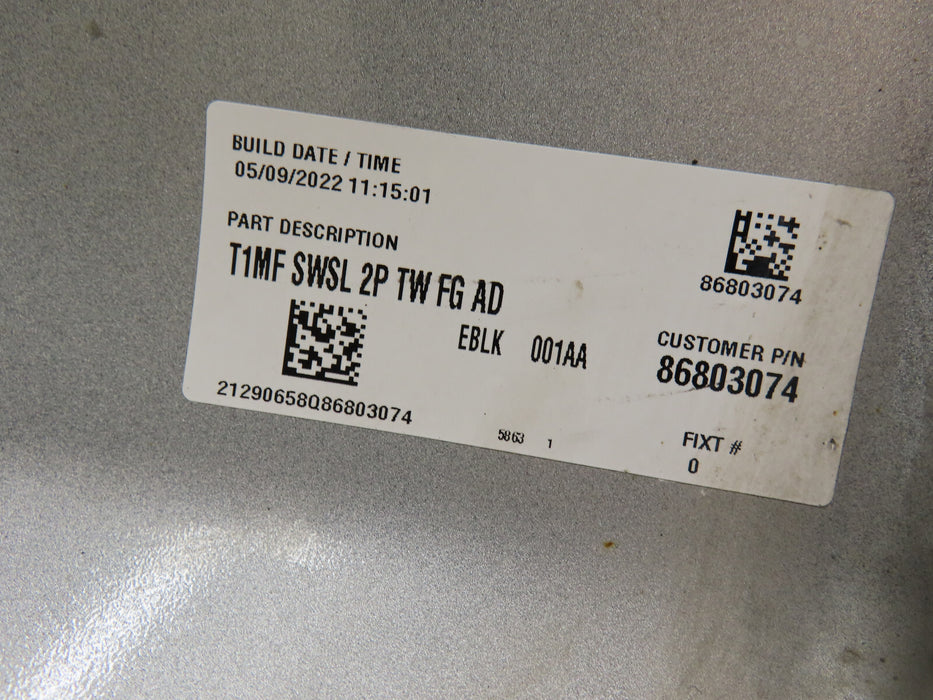 BUILD DATE / TIME
05/09/2022 11:15:01
PART DESCRIPTION
T1MF SWSL 2P TW FG AD
EBLK 001AA
21290658Q86803074
5863 1
86803074
CUSTOMER P/N
86803074
FIXT #
0